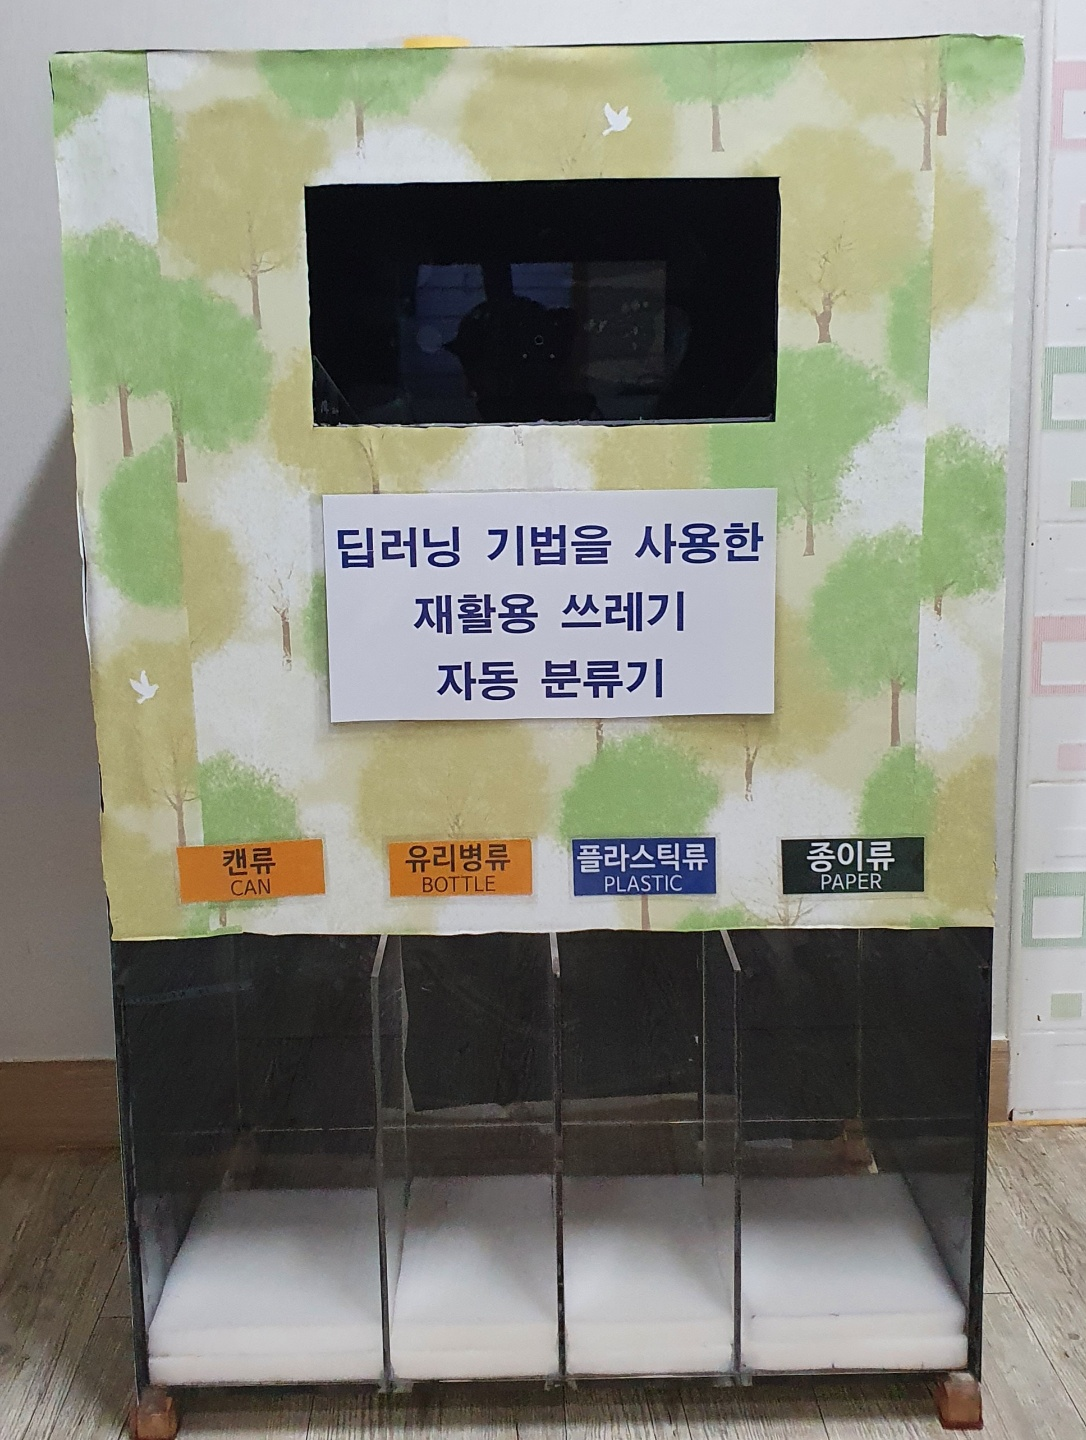 딥러닝 기법을 사용한
재활용 쓰레기
자동 분류기
캔류
CAN
유리병류
BOTTLE
플라스틱류
PLASTIC
종이류
PAPER